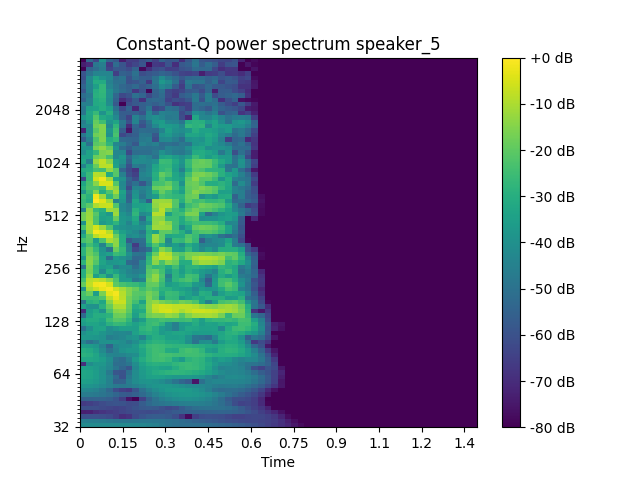 Constant-Q power spectrum speaker_5
Hz
2048
1024
512
256
128
64
32
0 0.15 0.3 0.45 0.6 0.75 0.9 1.1 1.2 1.4
Time
+0 dB
-10 dB
-20 dB
-30 dB
-40 dB
-50 dB
-60 dB
-70 dB
-80 dB